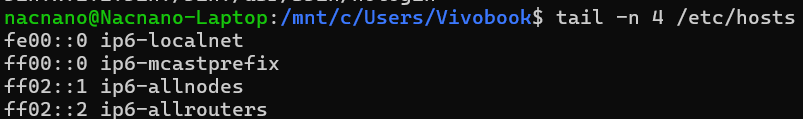 nacnano@Nacnano-Laptop:/mnt/c/Users/Vivobook$ tail -n 4 /etc/hosts
fe00::0 ip6-localnet
ff00::0 ip6-mcastprefix
ff02::1 ip6-allnodes
ff02::2 ip6-allrouters